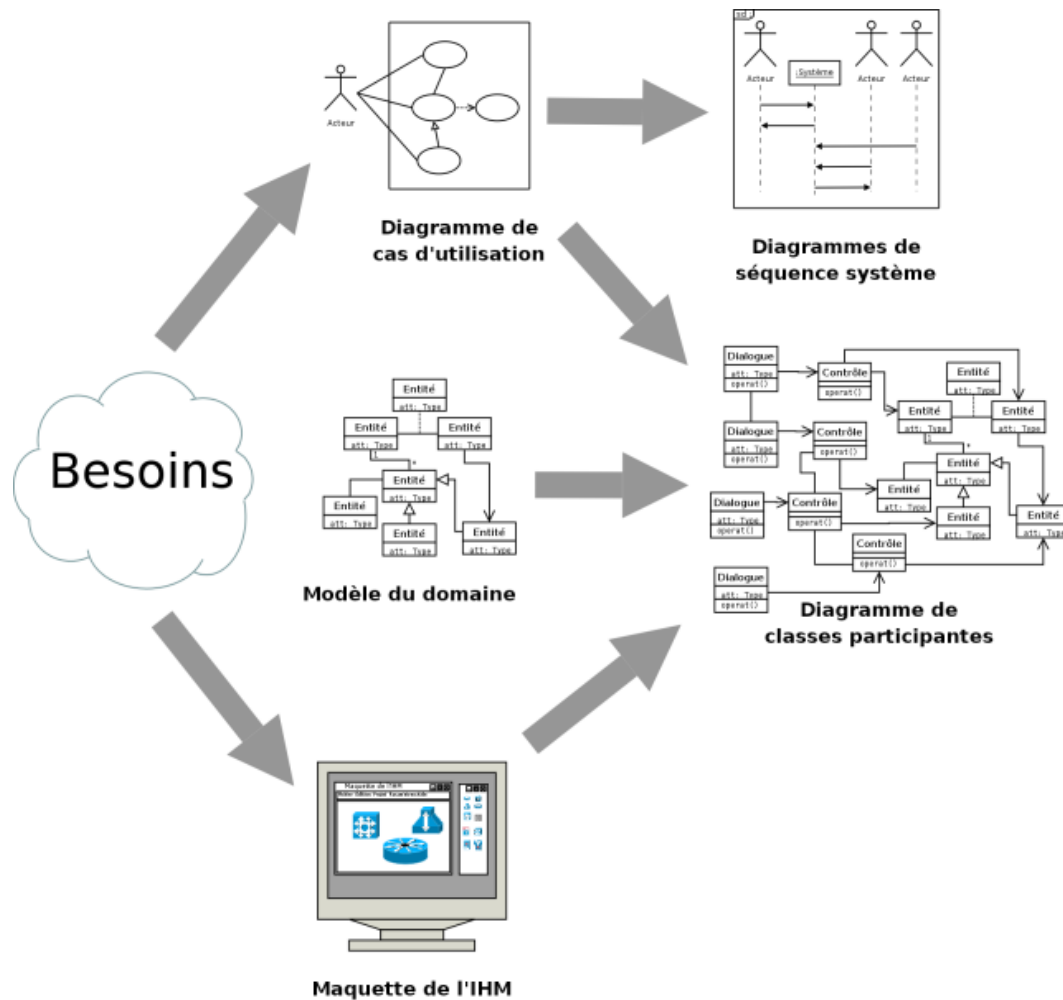 Acteur
Diagramme de
cas d'utilisation
sd
Acteur
:Système
Acteur
Acteur
Diagrammes de
séquence système
Besoins
Entité
att: Type
Entité
att: Type
Entité
att: Type
1
*
Entité
att: Type
Entité
att: Type
Entité
att: Type
Entité
att: Type
Modèle du domaine
Dialogue
att: Type
operat()
Contrôle
operat()
Entité
att: Type
Entité
att: Type
Entité
att: Type
1
*
Dialogue
att: Type
operat()
Contrôle
operat()
Entité
att: Type
Entité
att: Type
Dialogue
att: Type
operat()
Contrôle
operat()
Entité
att: Type
Entité
att: Type
Contrôle
operat()
Dialogue
att: Type
operat()
Diagramme de
classes participantes
Maquette de l'IHM
Maquette de l'IHM